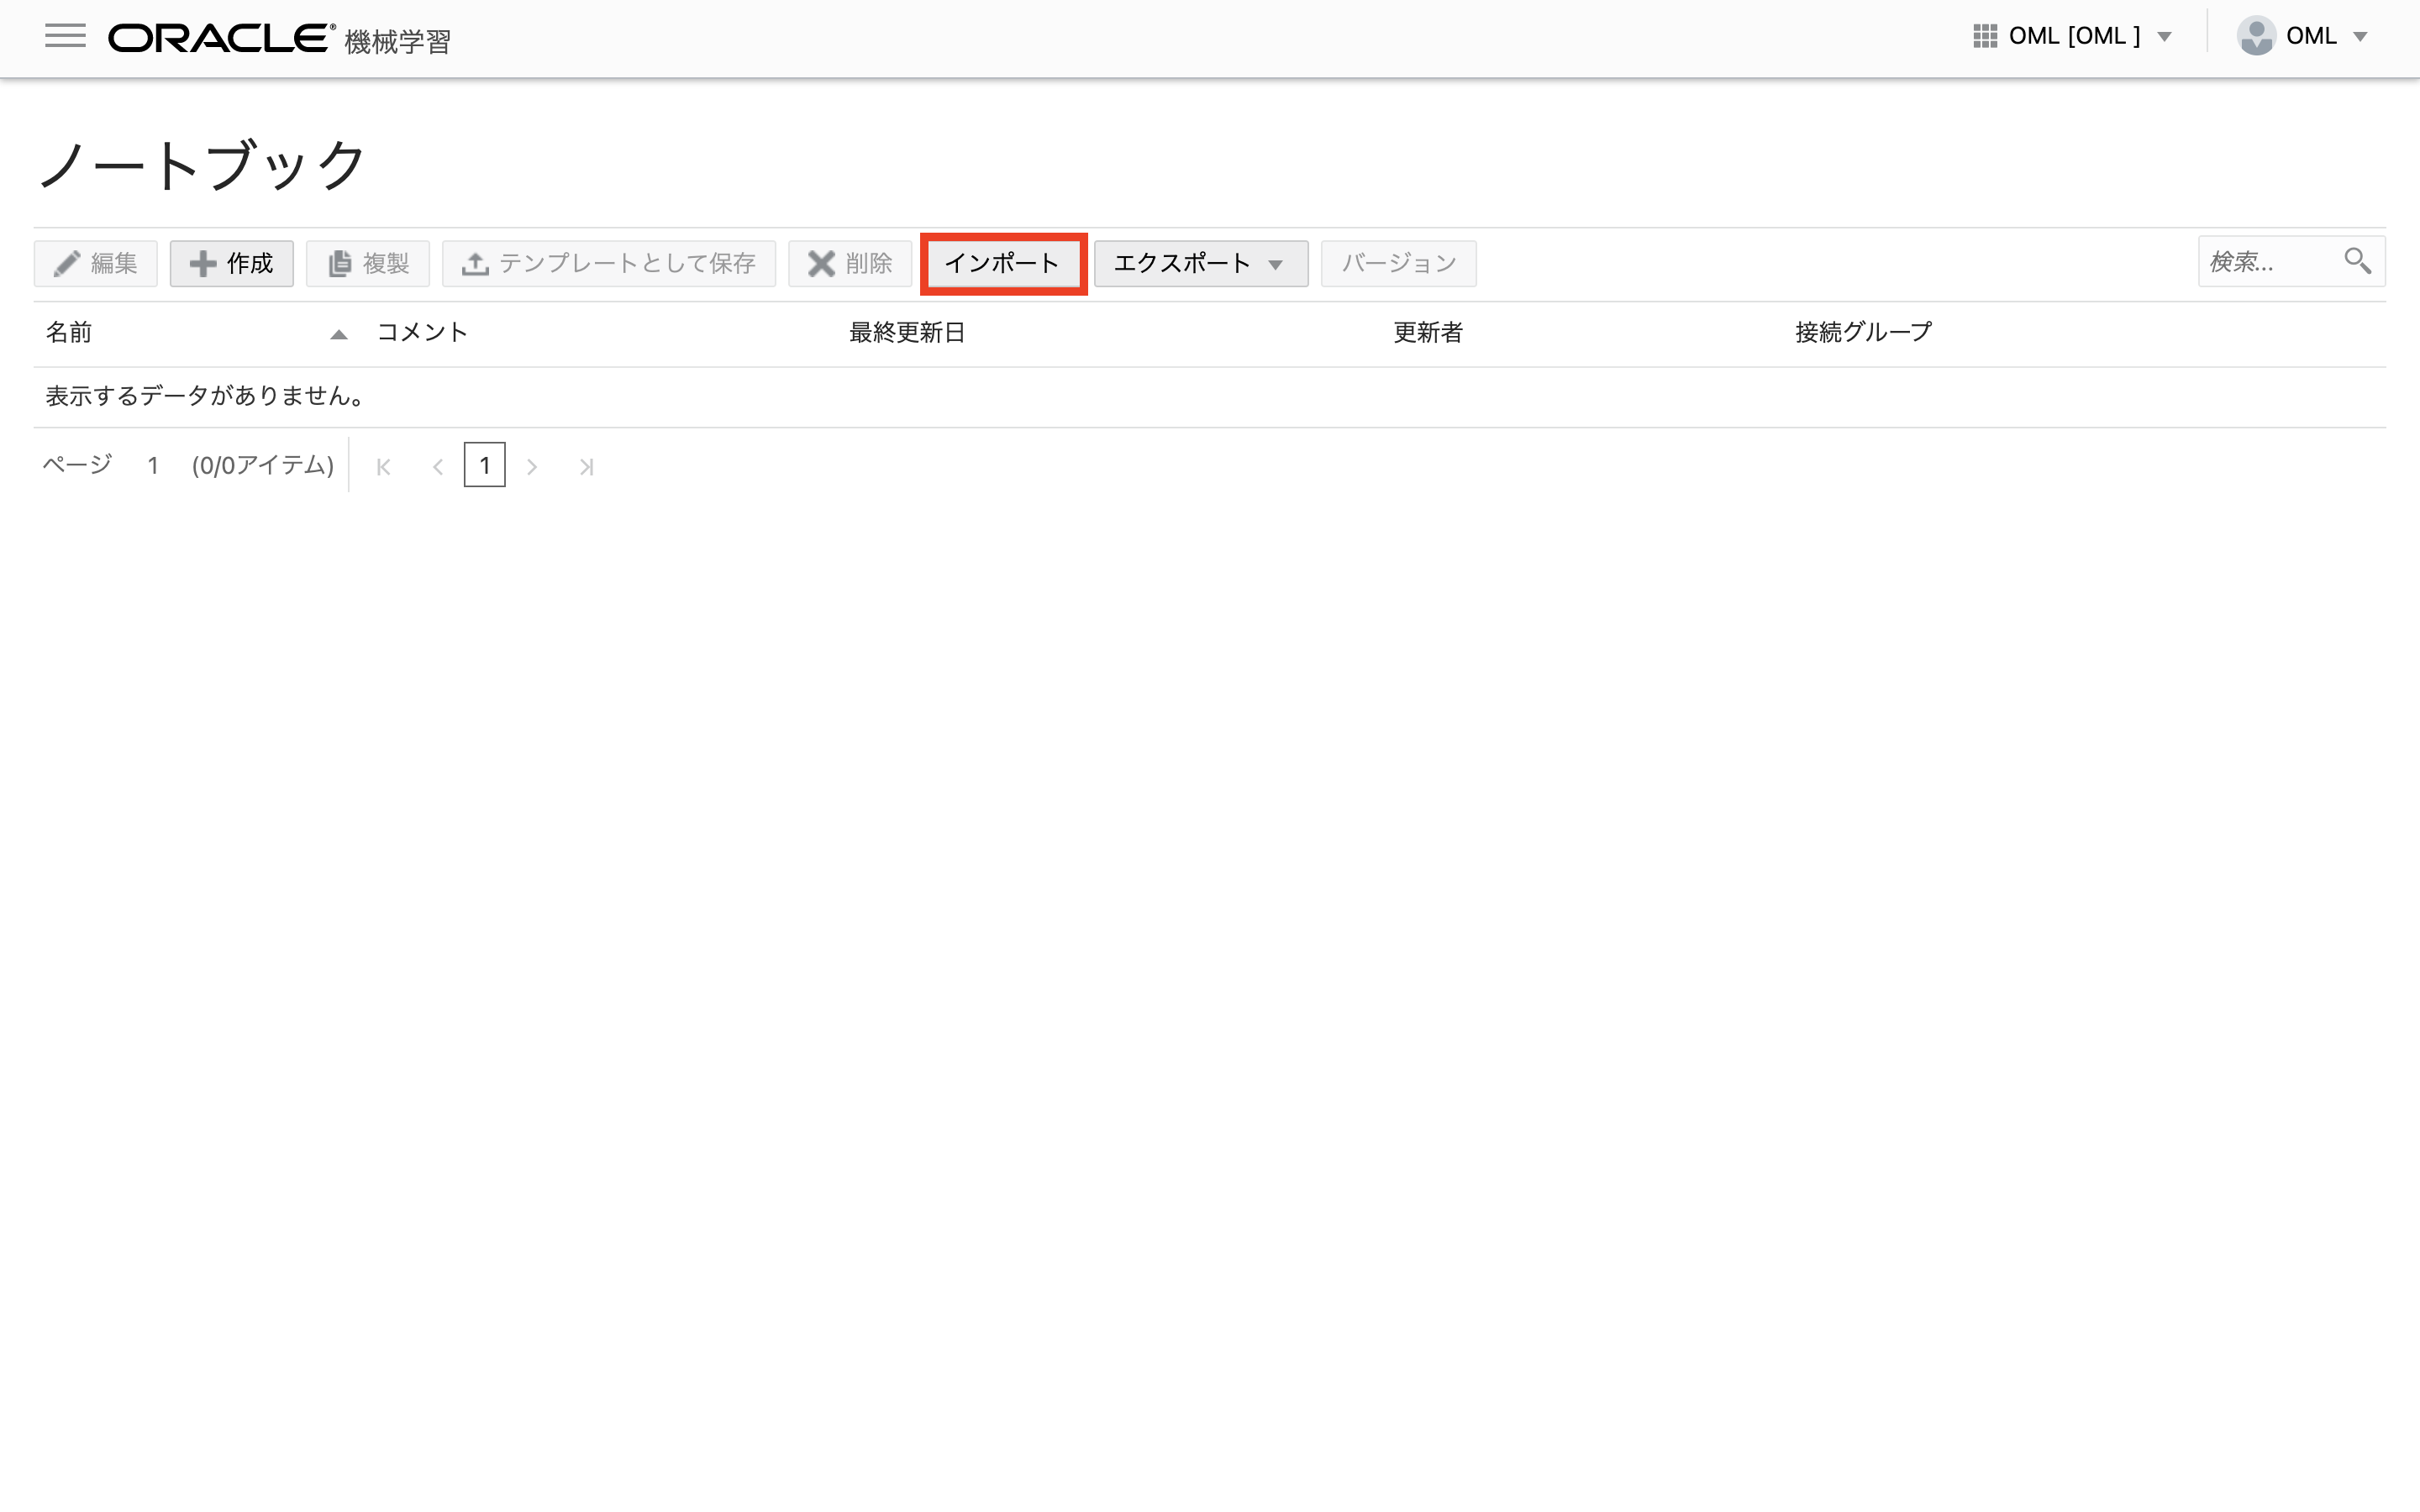 ORACLE® 機械学習 OML [OML ] OML
ノートブック
編集 作成 複製 テンプレートとして保存 削除 インポート エクスポート バージョン 検索...
名前 コメント 最終更新日 更新者 接続グループ
表示するデータがありません。
ページ 1 (0/0アイテム) 1